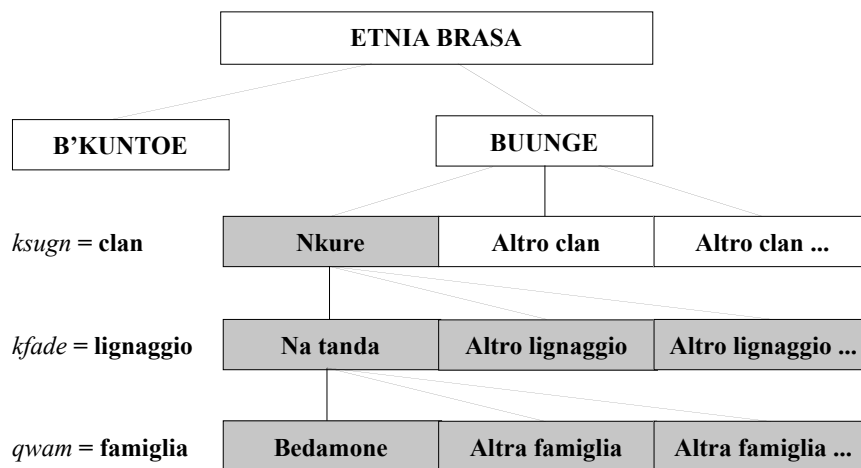 ETNIA BRASA
B’KUNTOE BUUNGE
ksugn = clan Nkure Altro clan Altro clan ...
kfade = lignaggio Na tanda Altro lignaggio Altro lignaggio ...
qwam = famiglia Bedamone Altra famiglia Altra famiglia ...